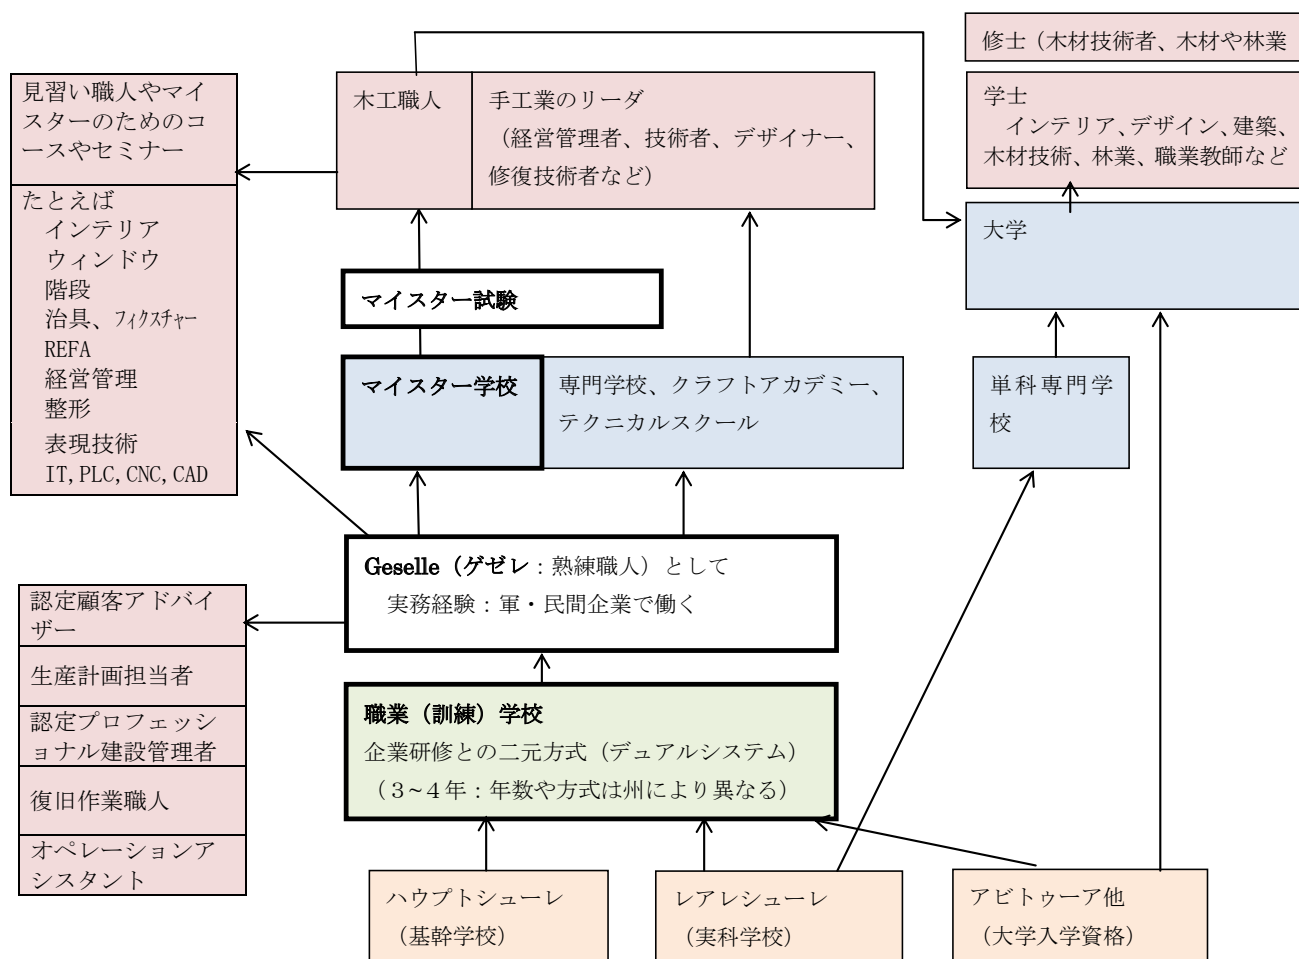 修士（木材技術者、木材や林業
見習い職人やマイ
スターのためのコ
ースやセミナー
たとえば
インテリア
ウィンドウ
階段
治具、フィクスチャー
REFA
経営管理
整形
表現技術
IT,PLC,CNC,CAD
木工職人
手工業のリーダ
（経営管理者、技術者、デザイナー、
修復技術者など）
学士
インテリア、デザイン、建築、
木材技術、林業、職業教師など
大学
マイスター試験
マイスター学校
専門学校、クラフトアカデミー、
テクニカルスクール
単科専門学
校
Geselle（ゲゼレ：熟練職人）として
実務経験：軍・民間企業で働く
認定顧客アドバイ
ザー
生産計画担当者
認定プロフェッシ
ョナル建設管理者
復旧作業職人
オペレーションア
シスタント
職業（訓練）学校
企業研修との二元方式（デュアルシステム）
（３~４年：年数や方式は州により異なる）
ハウプトシューレ
（基幹学校）
レアレシューレ
（実科学校）
アビトゥーア他
（大学入学資格）